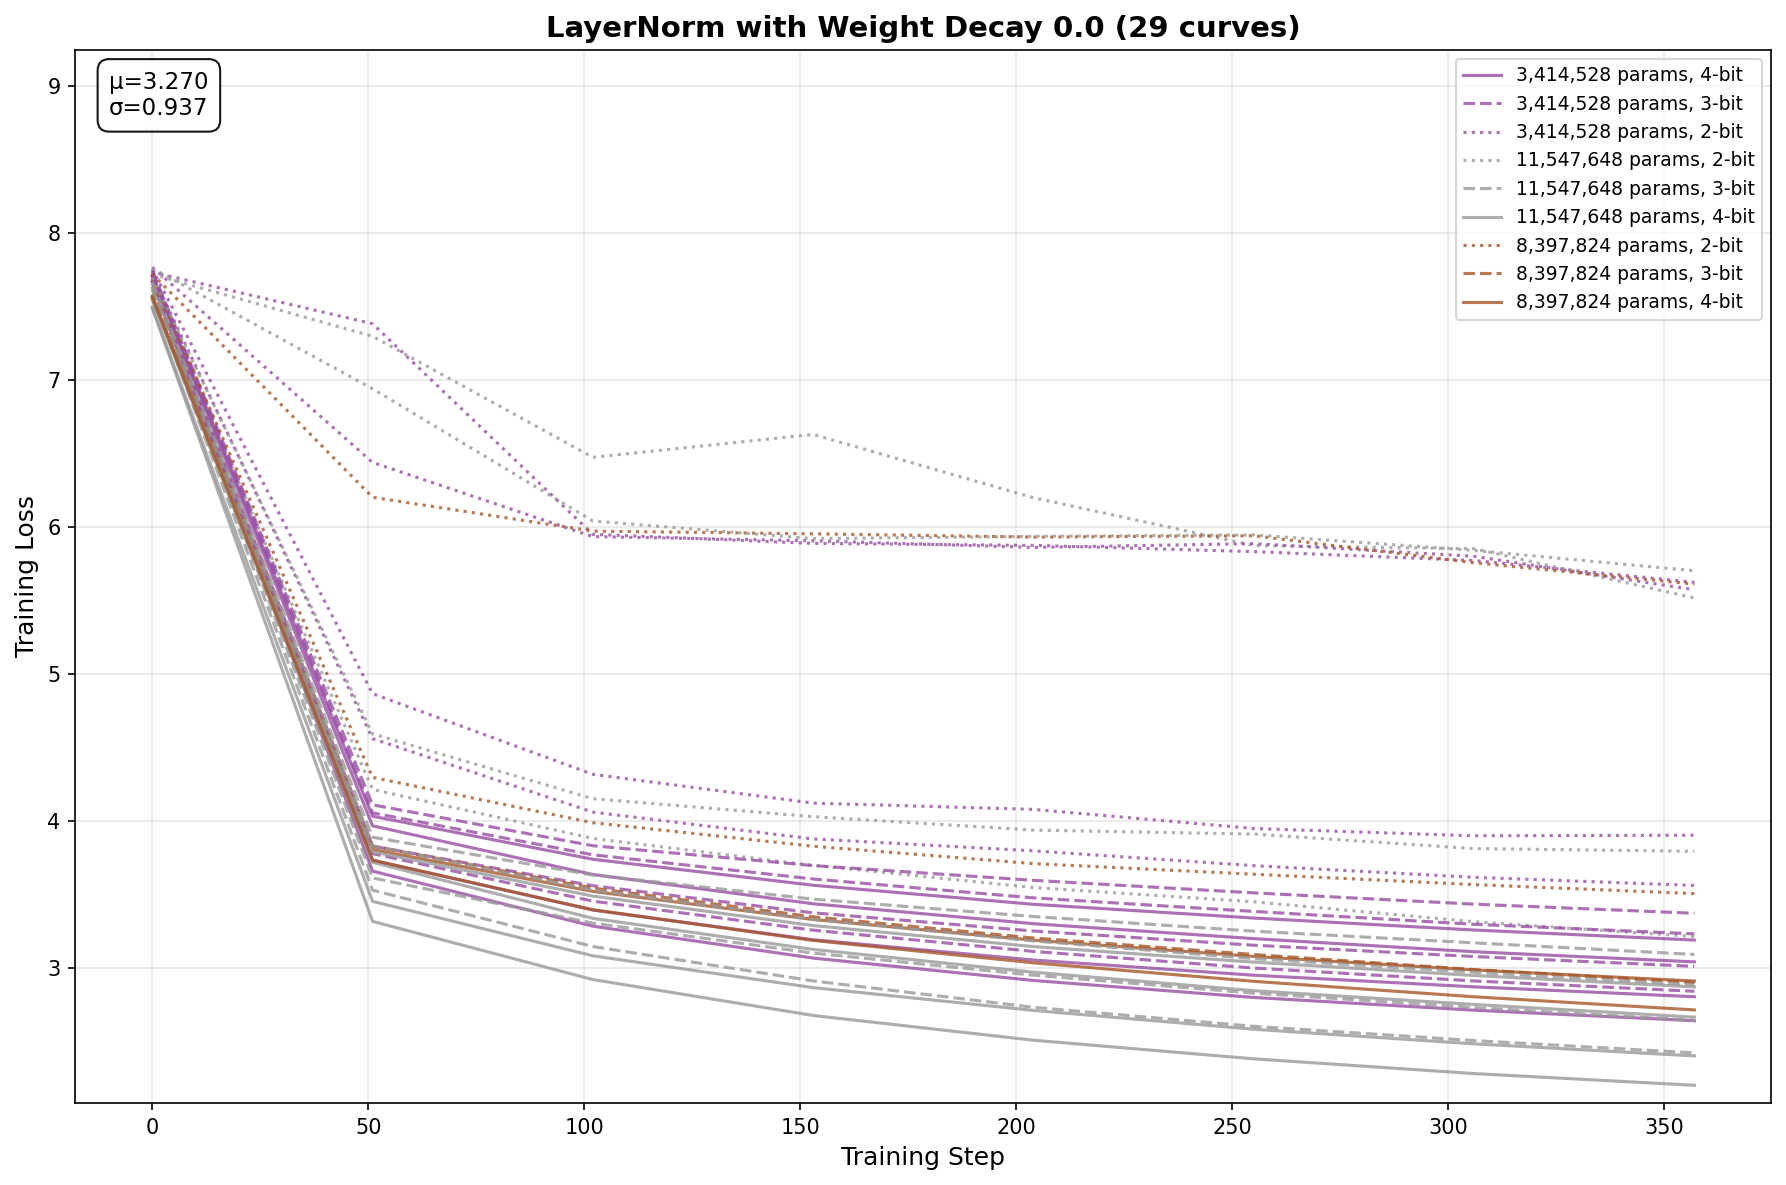 LayerNorm with Weight Decay 0.0 (29 curves)
μ=3.270
σ=0.937
3,414,528 params, 4-bit
3,414,528 params, 3-bit
3,414,528 params, 2-bit
11,547,648 params, 2-bit
11,547,648 params, 3-bit
11,547,648 params, 4-bit
8,397,824 params, 2-bit
8,397,824 params, 3-bit
8,397,824 params, 4-bit
Training Loss
9
8
7
6
5
4
3
0 50 100 150 200 250 300 350
Training Step